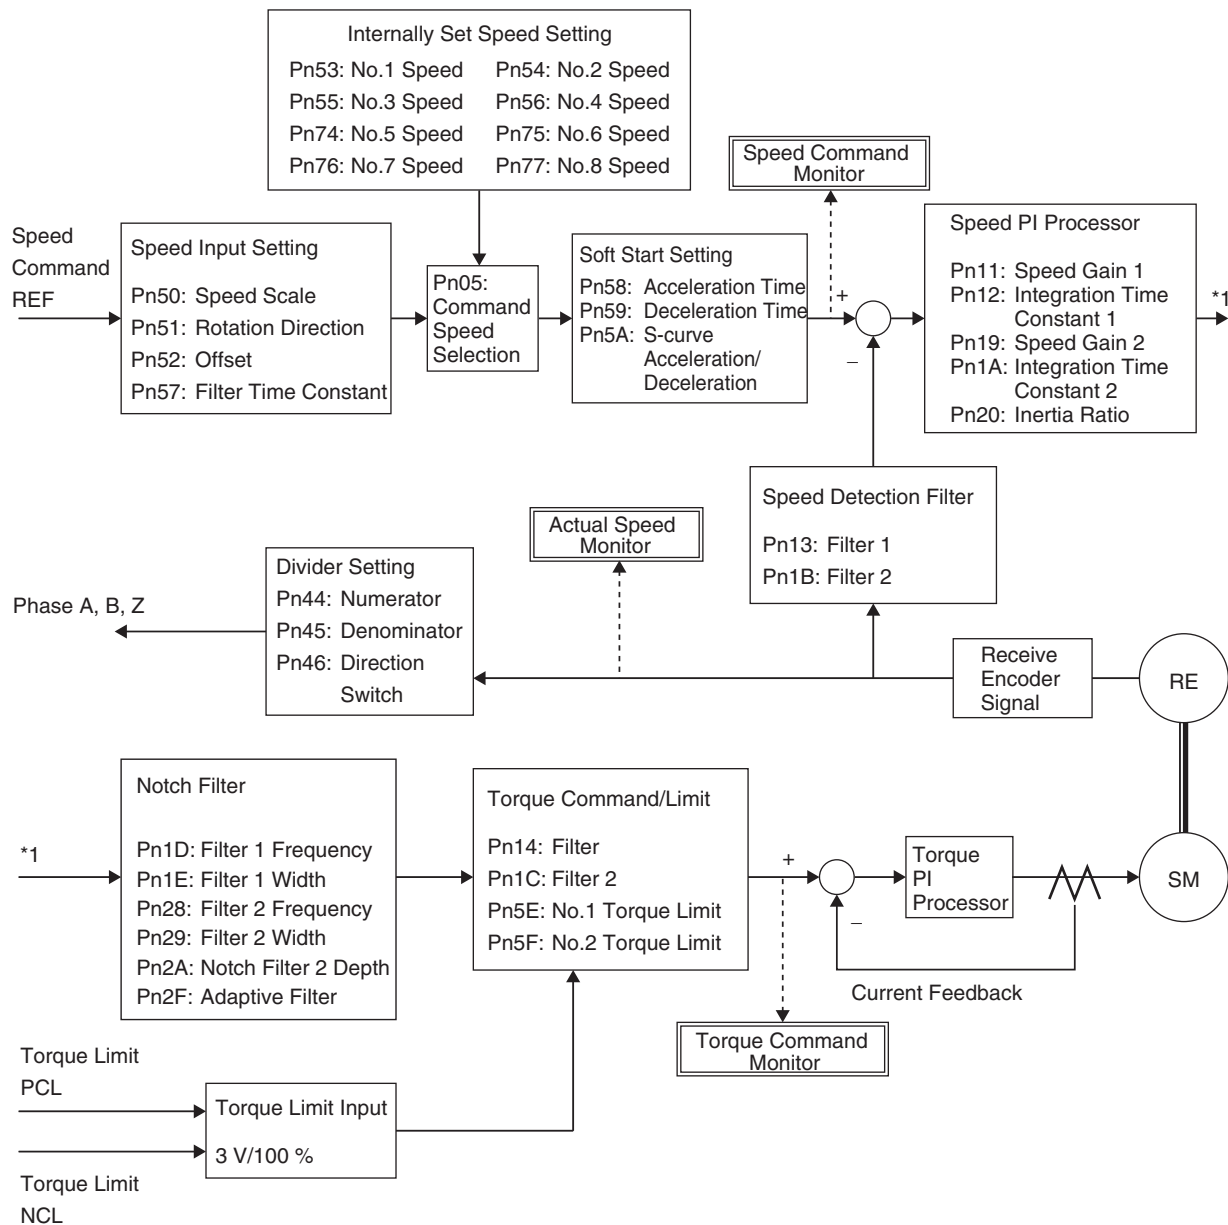 Internally Set Speed Setting
Pn53: No.1 Speed Pn54: No.2 Speed
Pn55: No.3 Speed Pn56: No.4 Speed
Pn74: No.5 Speed Pn75: No.6 Speed
Pn76: No.7 Speed Pn77: No.8 Speed
Speed Command
Monitor
Speed
Command
REF
Speed Input Setting
Pn50: Speed Scale
Pn51: Rotation Direction
Pn52: Offset
Pn57: Filter Time Constant
Pn05:
Command
Speed
Selection
Soft Start Setting
Pn58: Acceleration Time
Pn59: Deceleration Time
Pn5A: S-curve
Acceleration/
Deceleration
+
−
Speed PI Processor
Pn11: Speed Gain 1
Pn12: Integration Time
Constant 1
Pn19: Speed Gain 2
Pn1A: Integration Time
Constant 2
Pn20: Inertia Ratio
*1
Speed Detection Filter
Pn13: Filter 1
Pn1B: Filter 2
Actual Speed
Monitor
Divider Setting
Pn44: Numerator
Pn45: Denominator
Pn46: Direction
Switch
Phase A, B, Z
Receive
Encoder
Signal
RE
*1
Notch Filter
Pn1D: Filter 1 Frequency
Pn1E: Filter 1 Width
Pn28: Filter 2 Frequency
Pn29: Filter 2 Width
Pn2A: Notch Filter 2 Depth
Pn2F: Adaptive Filter
Torque Command/Limit
Pn14: Filter
Pn1C: Filter 2
Pn5E: No.1 Torque Limit
Pn5F: No.2 Torque Limit
+
−
Torque
PI
Processor
SM
Current Feedback
Torque Command
Monitor
Torque Limit
PCL
Torque Limit Input
3 V/100 %
Torque Limit
NCL